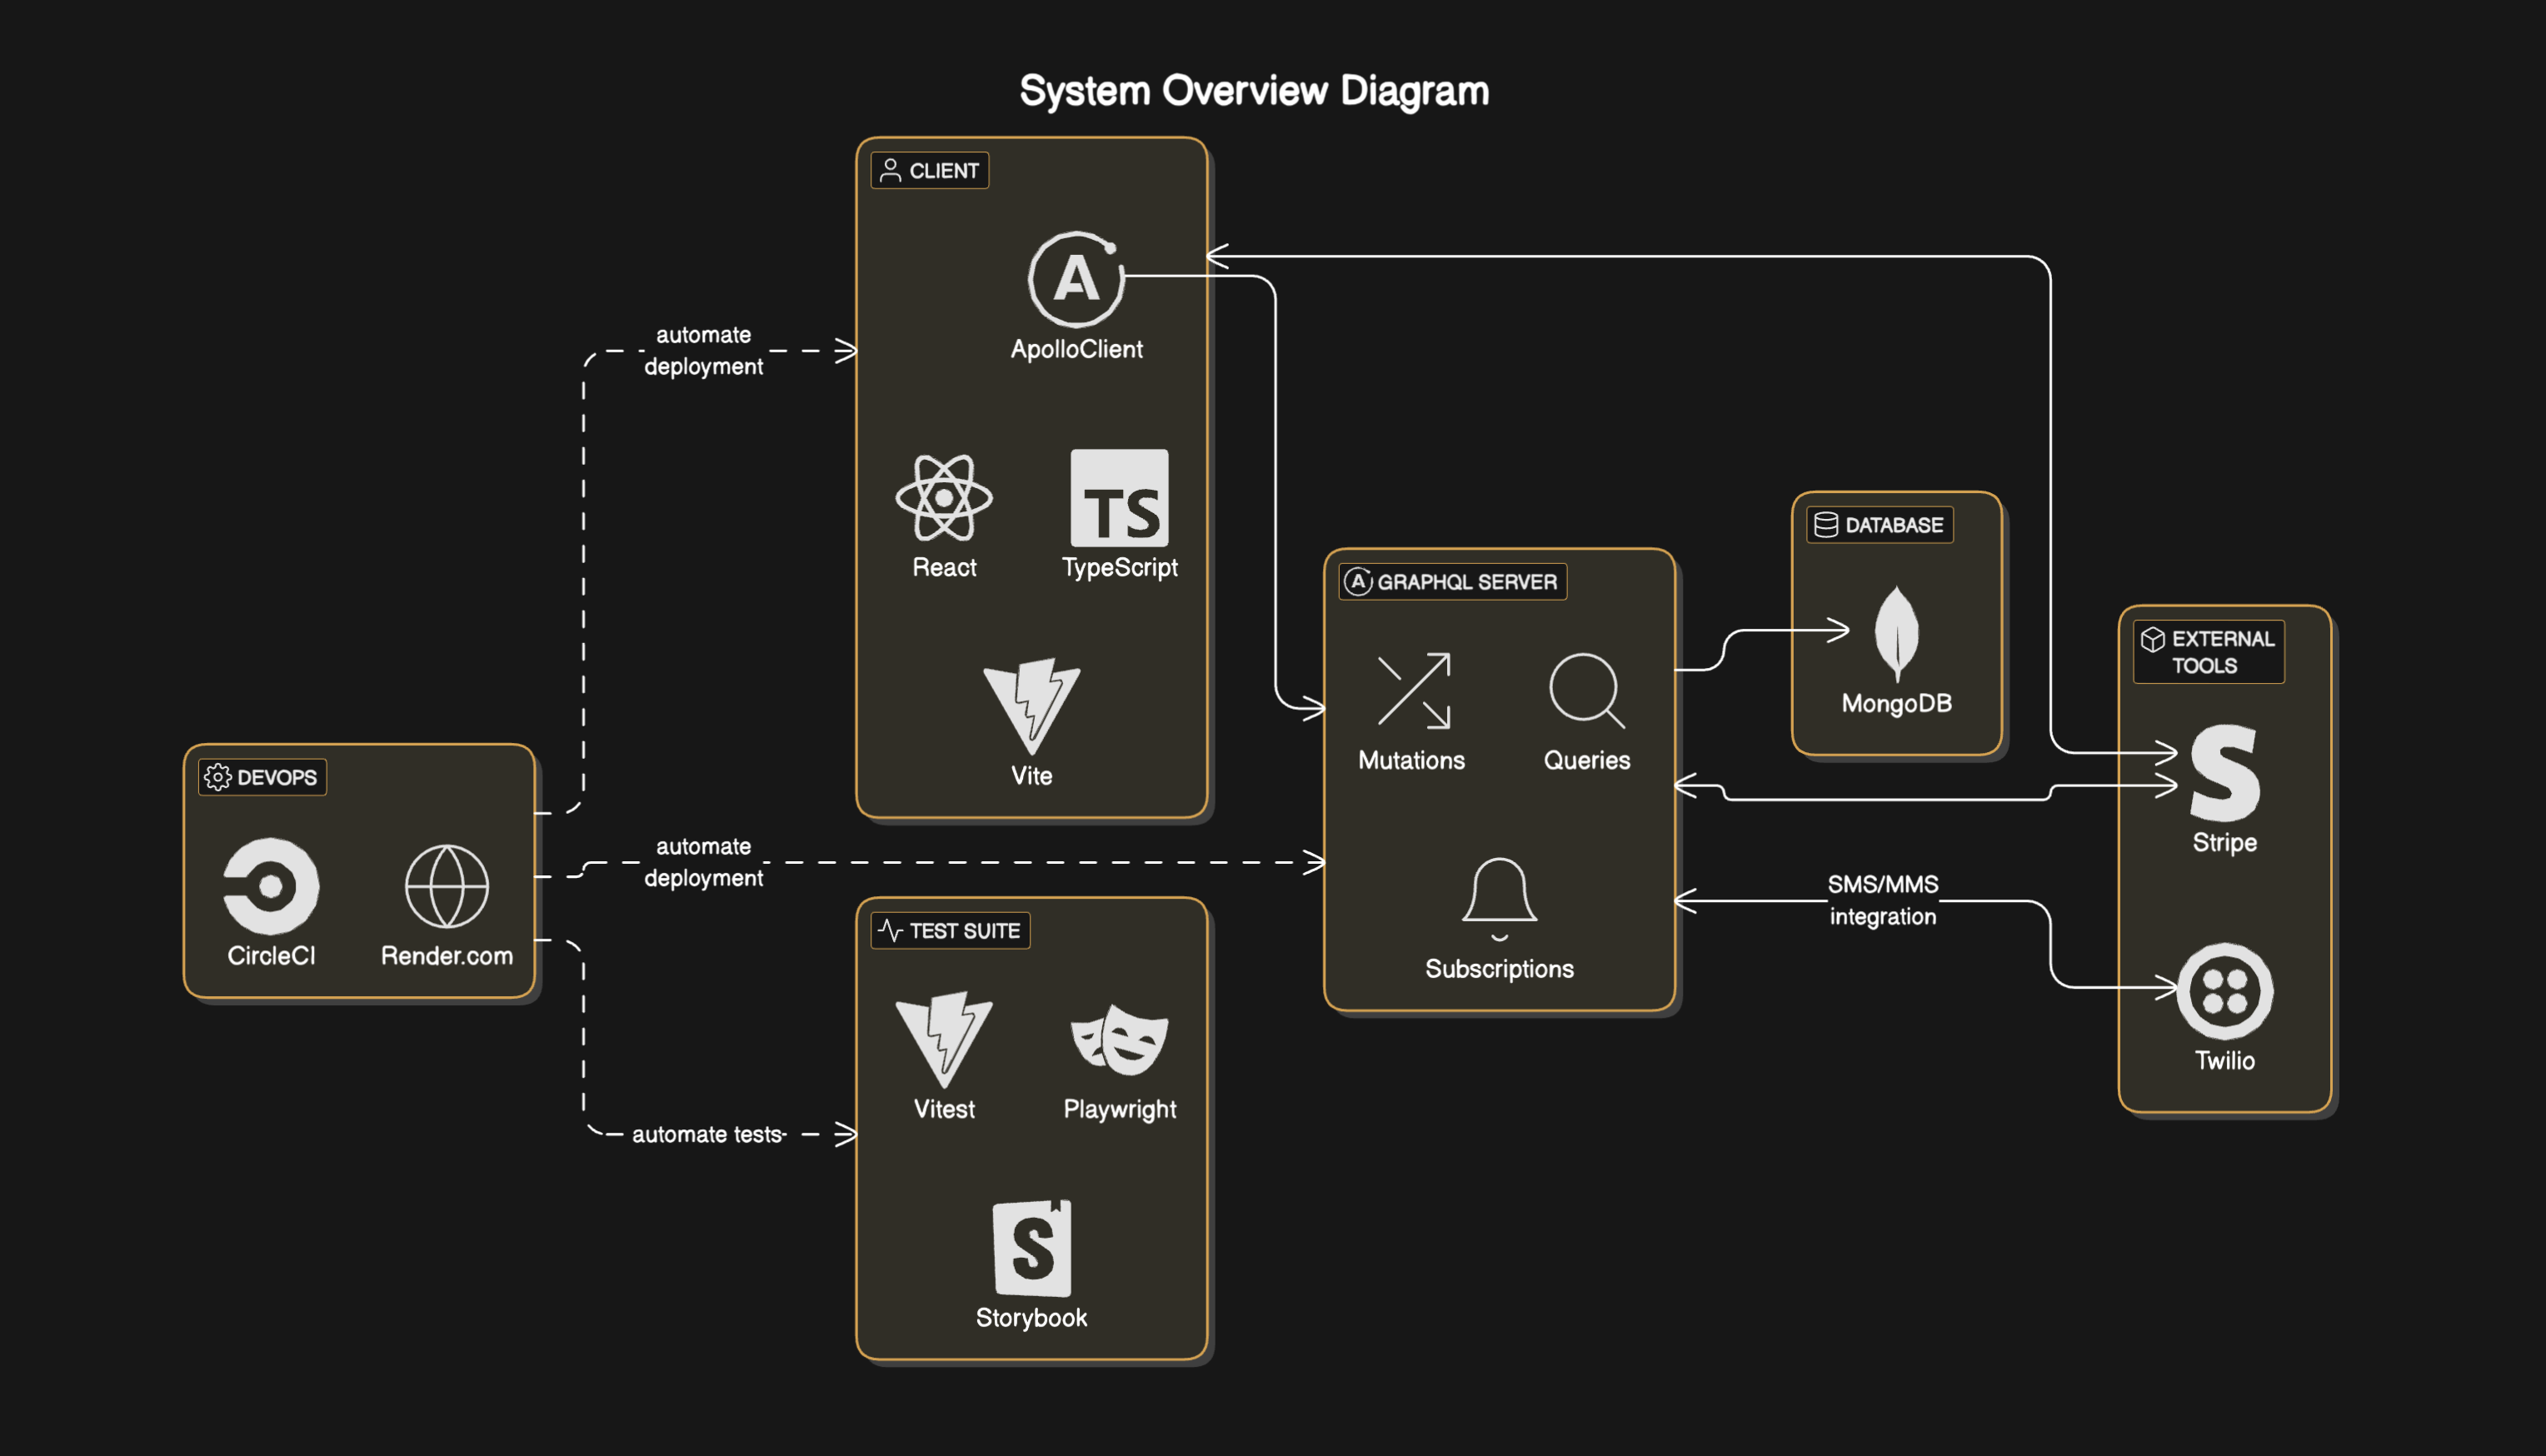 System Overview Diagram
CLIENT
A
ApolloClient
automate
deployment
React
TS
TypeScript
Vite
DATABASE
MongoDB
A
GRAPHQL SERVER
Mutations
Queries
Subscriptions
EXTERNAL
TOOLS
S
Stripe
SMS/MMS
integration
Twilio
DEVOPS
CircleCI
Render.com
automate
deployment
automate tests
TEST SUITE
Vitest
Playwright
S
Storybook